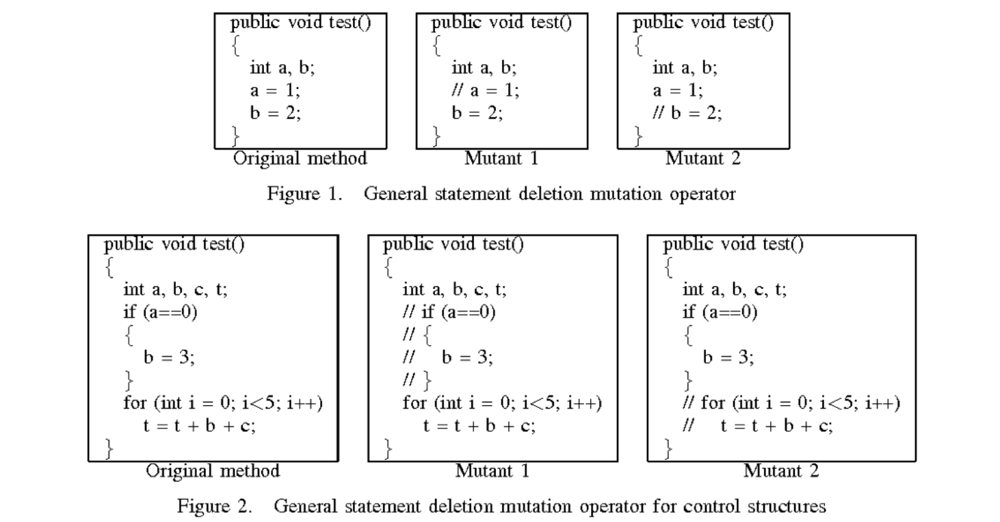 public void test()
{
int a, b;
a = 1;
b = 2;
}
Original method
public void test()
{
int a, b;
// a = 1;
b = 2;
}
Mutant 1
public void test()
{
int a, b;
a = 1;
// b = 2;
}
Mutant 2
Figure 1. General statement deletion mutation operator
public void test()
{
int a, b, c, t;
if (a==0)
{
b = 3;
}
for (int i = 0; i<5; i++)
t = t + b + c;
}
Original method
public void test()
{
int a, b, c, t;
// if (a==0)
// {
// b = 3;
// }
for (int i = 0; i<5; i++)
t = t + b + c;
}
Mutant 1
public void test()
{
int a, b, c, t;
if (a==0)
{
b = 3;
}
// for (int i = 0; i<5; i++)
// t = t + b + c;
}
Mutant 2
Figure 2. General statement deletion mutation operator for control structures